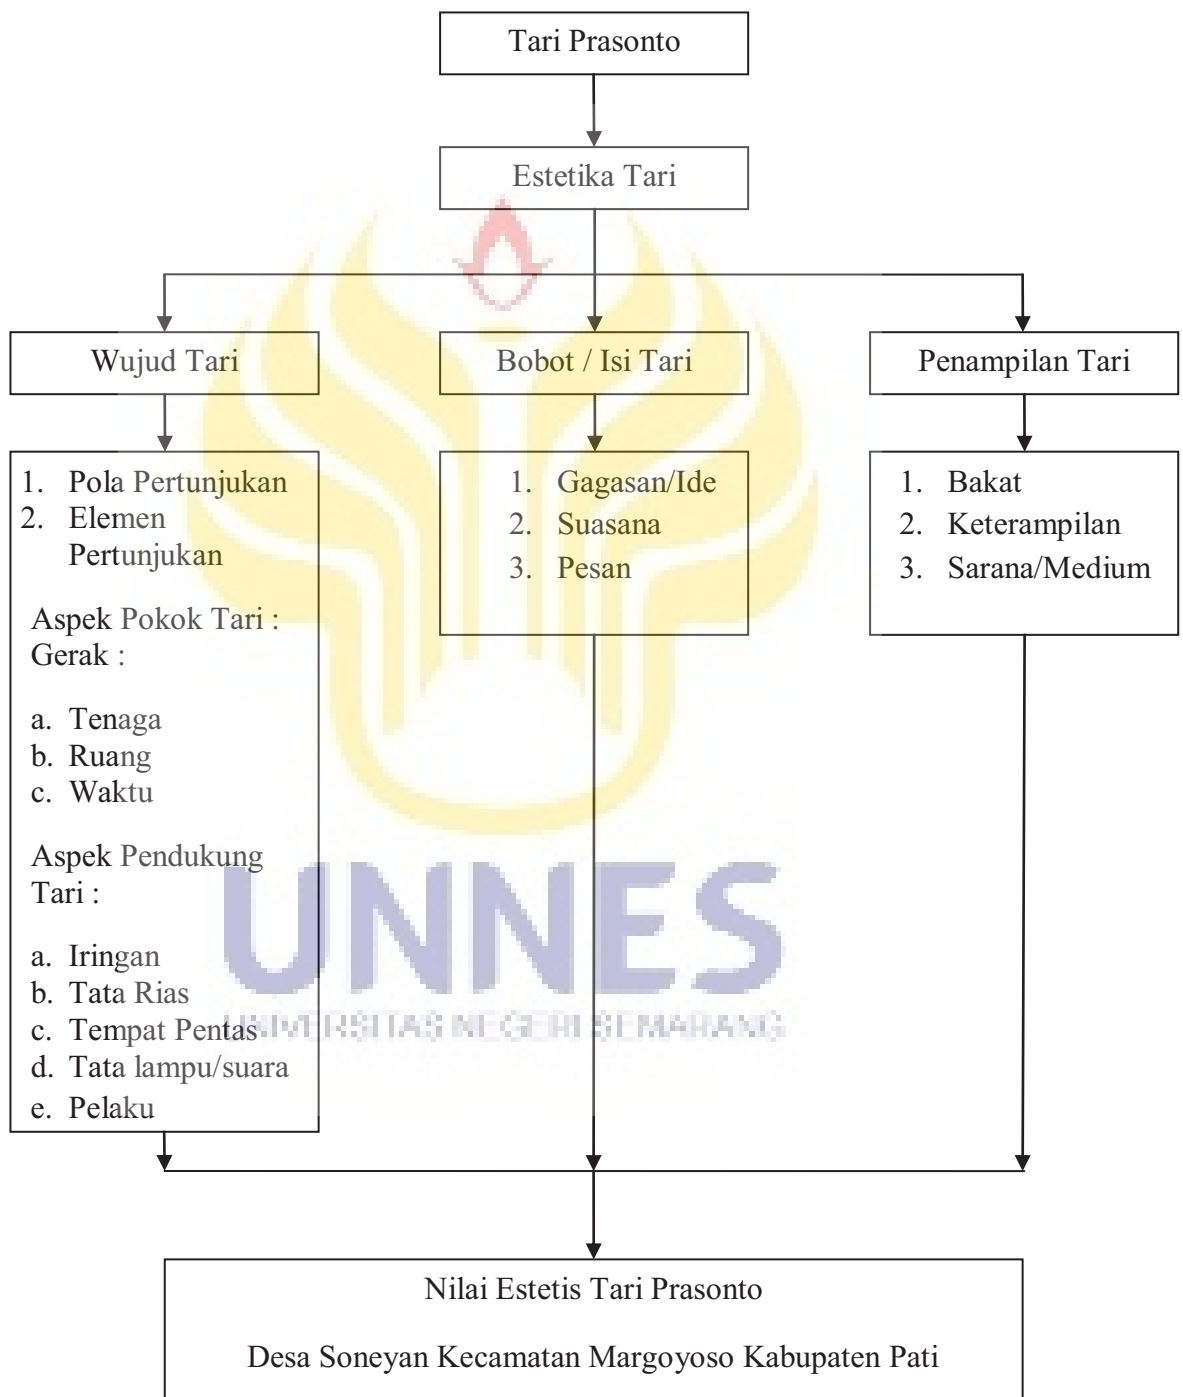 Tari Prasonto
Estetika Tari
Wujud Tari
Bobot / Isi Tari
Penampilan Tari
1. Pola Pertunjukan
2. Elemen
Pertunjukan
Aspek Pokok Tari :
Gerak :
a. Tenaga
b. Ruang
c. Waktu
Aspek Pendukung
Tari :
a. Iringan
b. Tata Rias
c. Tempat Pentas
d. Tata lampu/suara
e. Pelaku
1. Gagasan/Ide
2. Suasana
3. Pesan
1. Bakat
2. Keterampilan
3. Sarana/Medium
UNNES
UNIVERSITAS NEGERI SEMARANG
Nilai Estetis Tari Prasonto
Desa Soneyan Kecamatan Margoyoso Kabupaten Pati